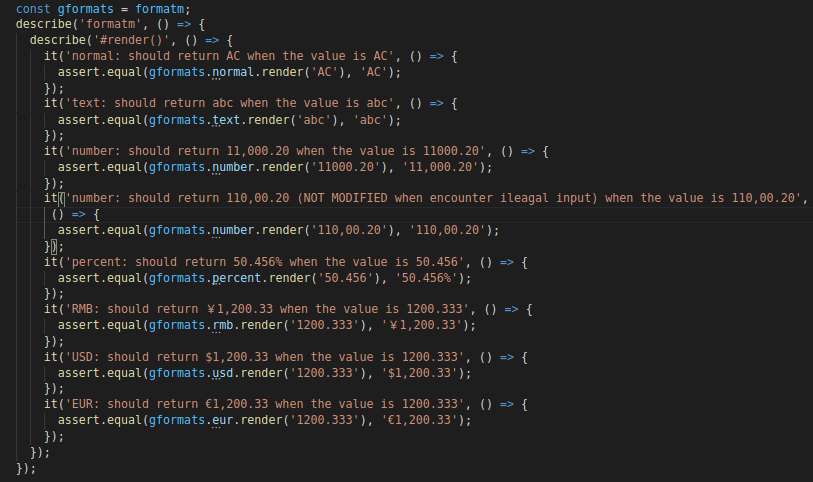 const gformats = formatm;
describe('formatm', () => {
  describe('#render()', () => {
    it('normal: should return AC when the value is AC', () => {
      assert.equal(gformats.normal.render('AC'), 'AC');
    });
    it('text: should return abc when the value is abc', () => {
      assert.equal(gformats.text.render('abc'), 'abc');
    });
    it('number: should return 11,000.20 when the value is 11000.20', () => {
      assert.equal(gformats.number.render('11000.20'), '11,000.20');
    });
    it('number: should return 110,00.20 (NOT MODIFIED when encounter ileagal input) when the value is 110,00.20',
     () => {
      assert.equal(gformats.number.render('110,00.20'), '110,00.20');
    });
    it('percent: should return 50.456% when the value is 50.456', () => {
      assert.equal(gformats.percent.render('50.456'), '50.456%');
    });
    it('RMB: should return ￥1,200.33 when the value is 1200.333', () => {
      assert.equal(gformats.rmb.render('1200.333'), '￥1,200.33');
    });
    it('USD: should return $1,200.33 when the value is 1200.333', () => {
      assert.equal(gformats.usd.render('1200.333'), '$1,200.33');
    });
    it('EUR: should return €1,200.33 when the value is 1200.333', () => {
      assert.equal(gformats.eur.render('1200.333'), '€1,200.33');
    });
  });
});